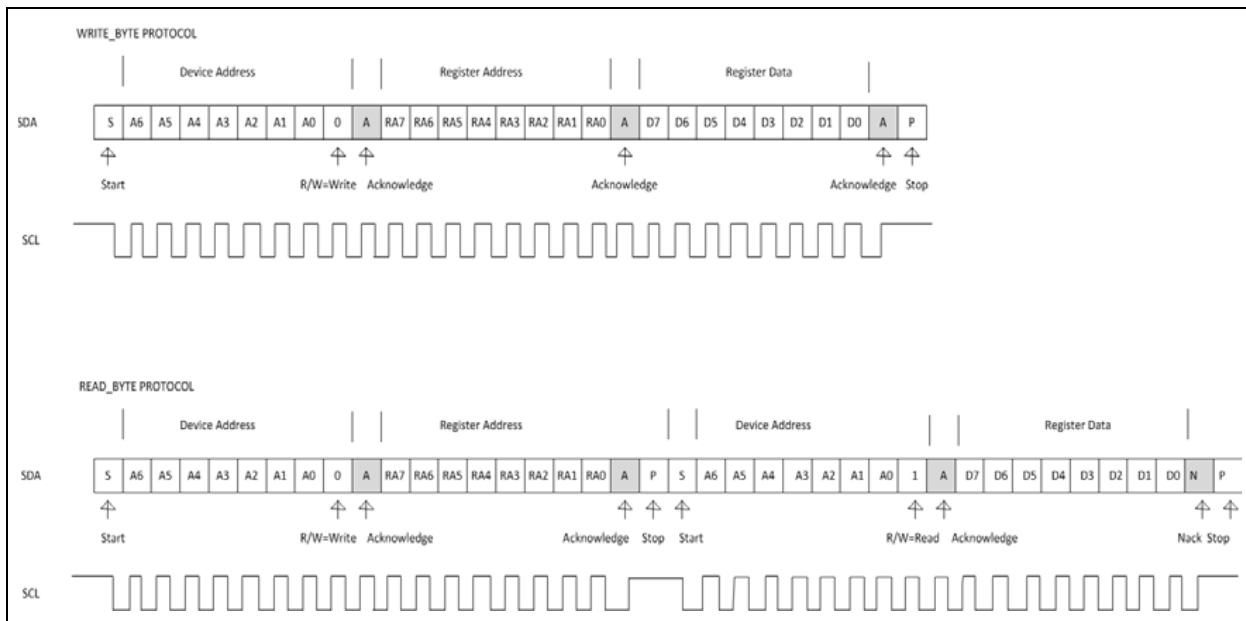 WRITE_BYTE PROTOCOL
Device Address Register Address Register Data
SDA S A6 A5 A4 A3 A2 A1 A0 0 A RA7 RA6 RA5 RA4 RA3 RA2 RA1 RA0 A D7 D6 D5 D4 D3 D2 D1 D0 A P
Start R/W=Write Acknowledge Acknowledge Acknowledge Stop
SCL
READ_BYTE PROTOCOL
Device Address Register Address Device Address Register Data
SDA S A6 A5 A4 A3 A2 A1 A0 0 A RA7 RA6 RA5 RA4 RA3 RA2 RA1 RA0 A P S A6 A5 A4 A3 A2 A1 A0 1 A D7 D6 D5 D4 D3 D2 D1 D0 N P
Start R/W=Write Acknowledge Acknowledge Stop Start R/W=Read Acknowledge Nack Stop
SCL